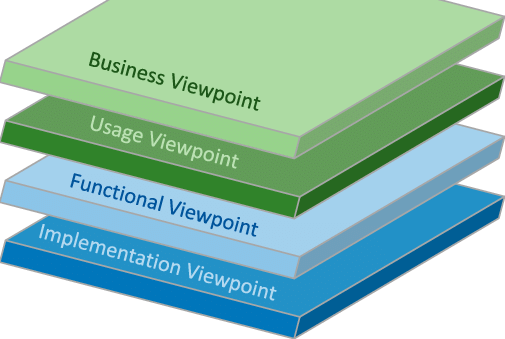 Business Viewpoint
Usage Viewpoint
Functional Viewpoint
Implementation Viewpoint